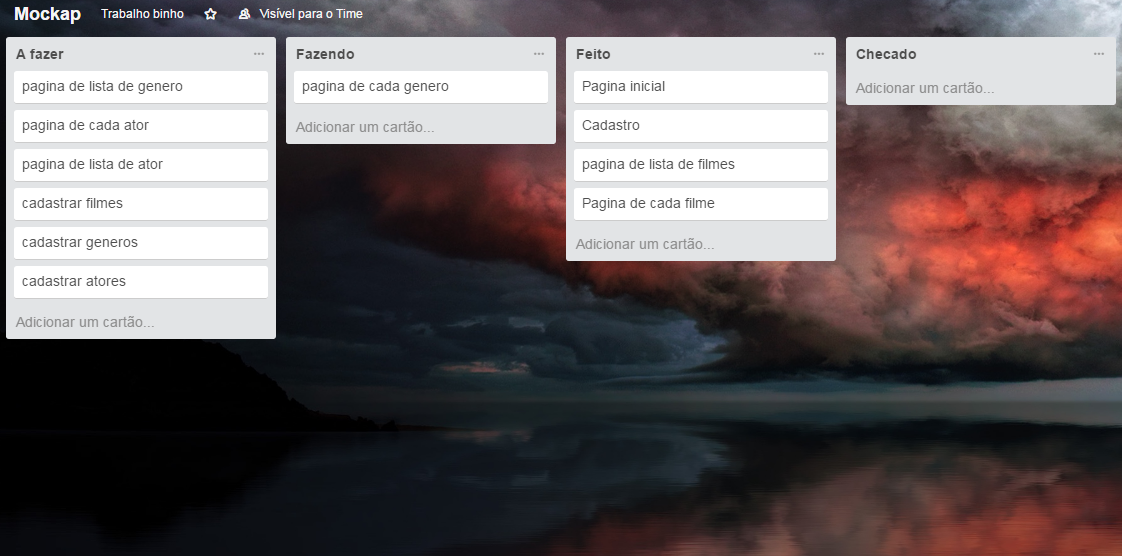 Mockap Trabalho binho Visível para o Time
A fazer
pagina de lista de genero
pagina de cada ator
pagina de lista de ator
cadastrar filmes
cadastrar generos
cadastrar atores
Adicionar um cartão...
Fazendo
pagina de cada genero
Adicionar um cartão...
Feito
Pagina inicial
Cadastro
pagina de lista de filmes
Pagina de cada filme
Adicionar um cartão...
Checado
Adicionar um cartão...